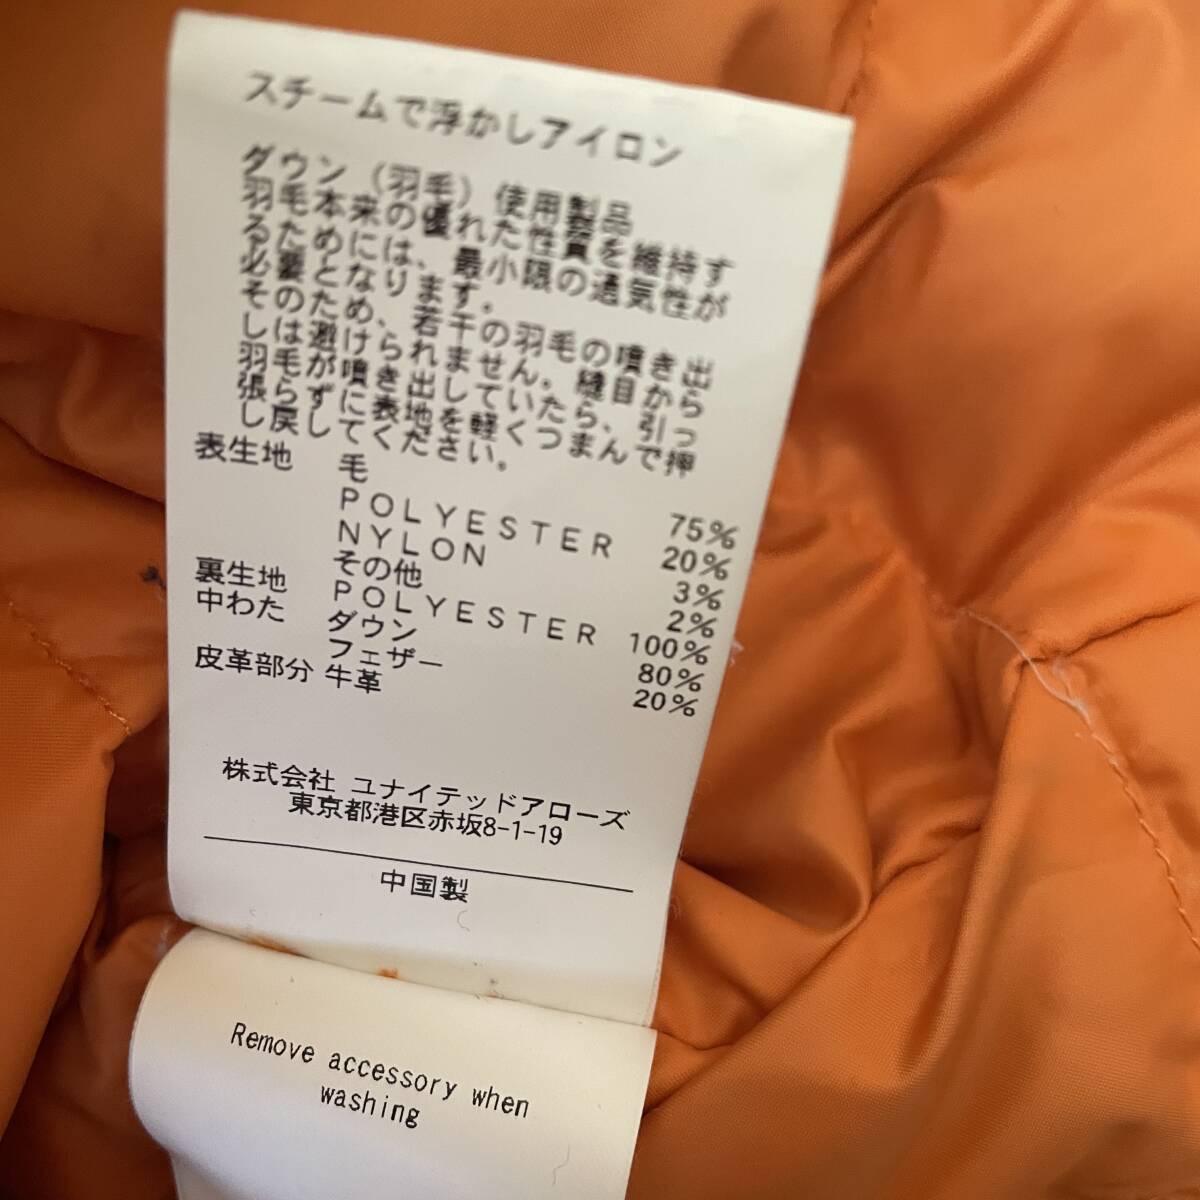 スチームで浮かしアイロン
ダウン（羽毛）使用製品
羽毛本来の優れた性質を維持す
るためには、最小限の通気性が
必要となります。
そのため、若干の羽毛の噴き出
しは避けられません。縫目から
羽毛が噴き出していたら、引っ
張らずに表地を軽くつまんで押
し戻してください。
表生地 毛 75%
POLYESTER 20%
NYLON 3%
その他 2%
裏生地 POLYESTER 100%
中わた ダウン 80%
フェザー 20%
皮革部分 牛革
株式会社 ユナイテッドアローズ
東京都港区赤坂8-1-19
中国製
Remove accessory when
washing